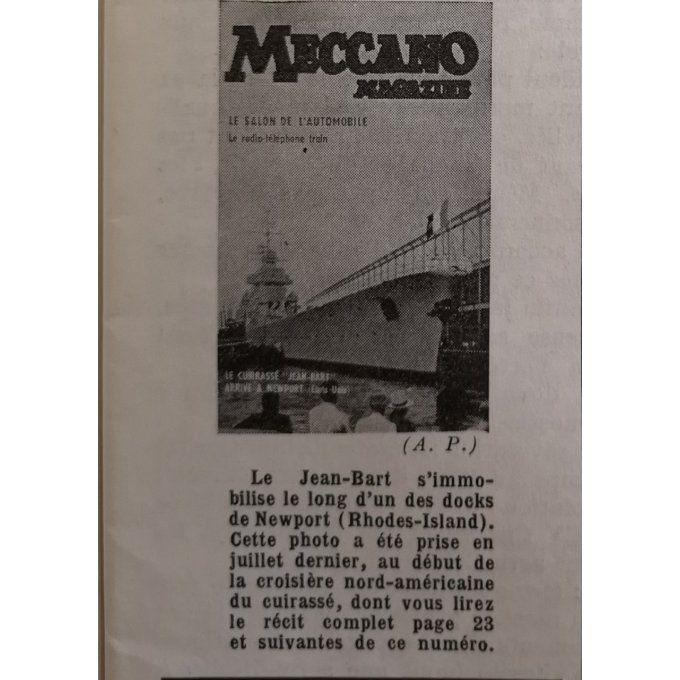 MECCANO
MAGAZINE
LE SALON DE L'AUTOMOBILE
Le radio-téléphone train
LE CUIRASSÉ "JEAN-BART"
ARRIVE A NEWPORT (Etats-Unis)
(A. P.)
Le Jean-Bart s'immo-
bilise le long d'un des docks
de Newport (Rhodes-Island).
Cette photo a été prise en
juillet dernier, au début de
la croisière nord-américaine
du cuirassé, dont vous lirez
le récit complet page 23
et suivantes de ce numéro.